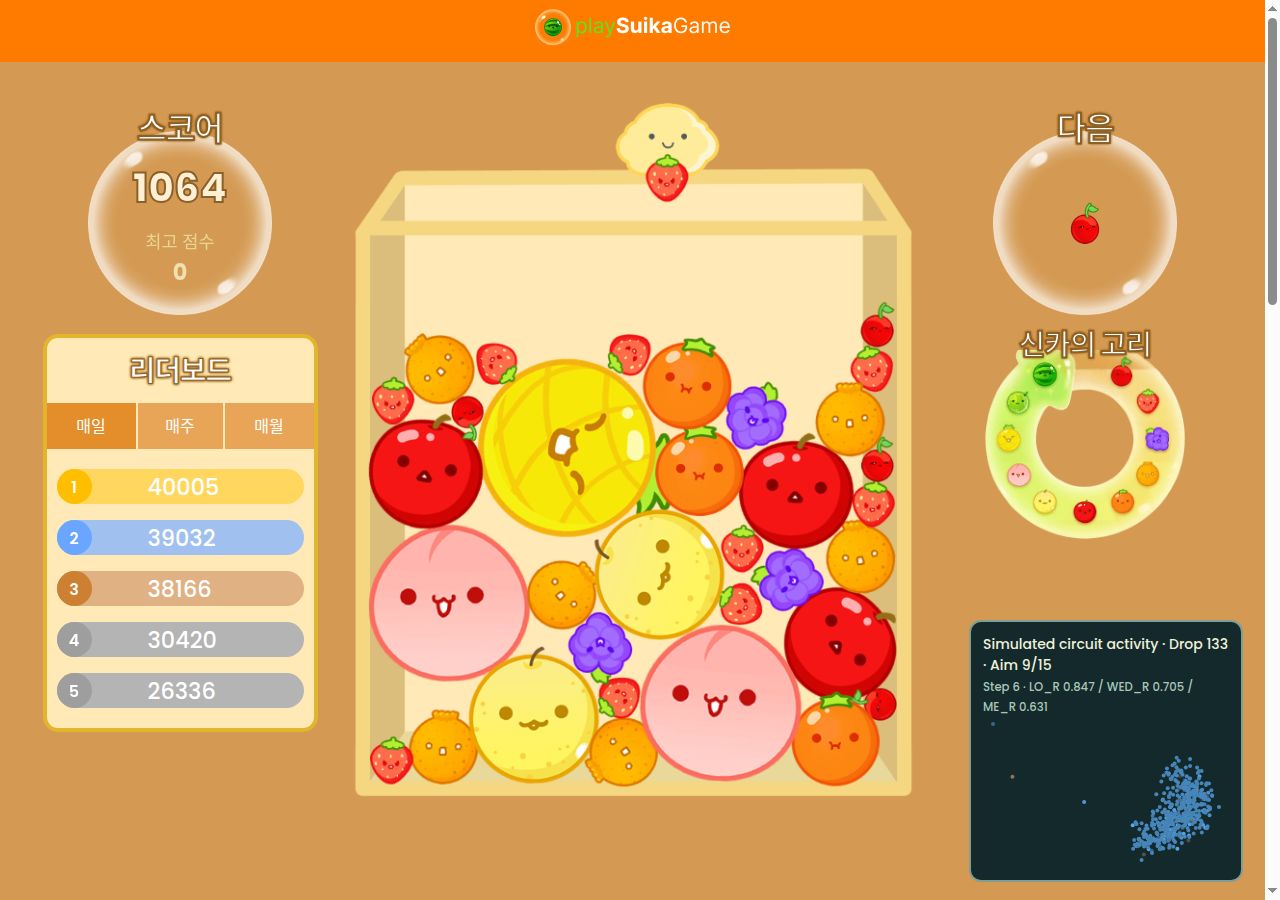 playSuikaGame
스코어
1064
최고 점수
0
리더보드
매일 매주 매월
1 40005
2 39032
3 38166
4 30420
5 26336
다음
신카의 고리
Simulated circuit activity · Drop 133
· Aim 9/15
Step 6 · LO_R 0.847 / WED_R 0.705 /
ME_R 0.631